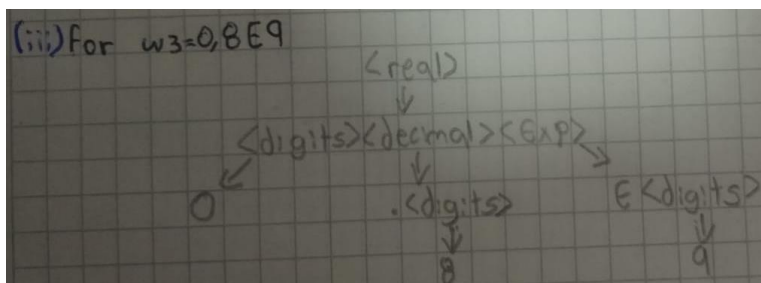 (iii) For w3=0,8E9
<real>
<digits><decimal><Exp>
0 .<digits> E<digits>
8 9